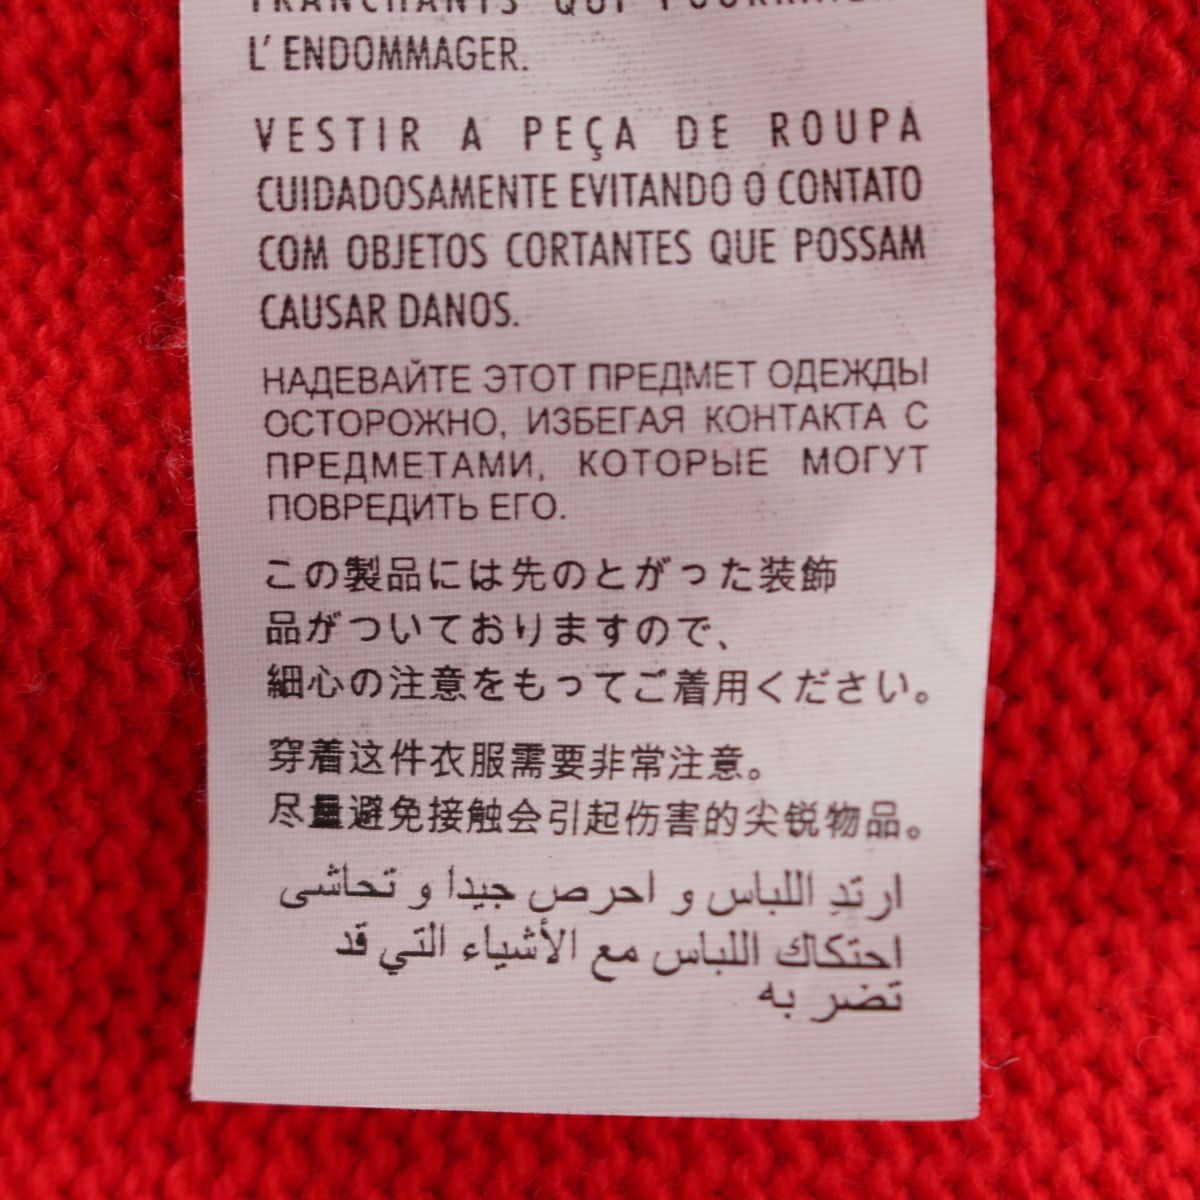 TRANCHANTS QUI
L' ENDOMMAGER.
VESTIR A PEÇA DE ROUPA
CUIDADOSAMENTE EVITANDO O CONTATO
COM OBJETOS CORTANTES QUE POSSAM
CAUSAR DANOS.
НАДЕВАЙТЕ ЭТОТ ПРЕДМЕТ ОДЕЖДЫ
ОСТОРОЖНО, ИЗБЕГАЯ КОНТАКТА С
ПРЕДМЕТАМИ, КОТОРЫЕ МОГУТ
ПОВРЕДИТЬ ЕГО.
この製品には先のとがった装飾
品がついておりますので、
細心の注意をもってご着用ください。
穿着这件衣服需要非常注意。
尽量避免接触会引起伤害的尖锐物品。
ارتدِ اللباس و احرص جيدا و تحاشى
احتكاك اللباس مع الأشياء التي قد
تضر به